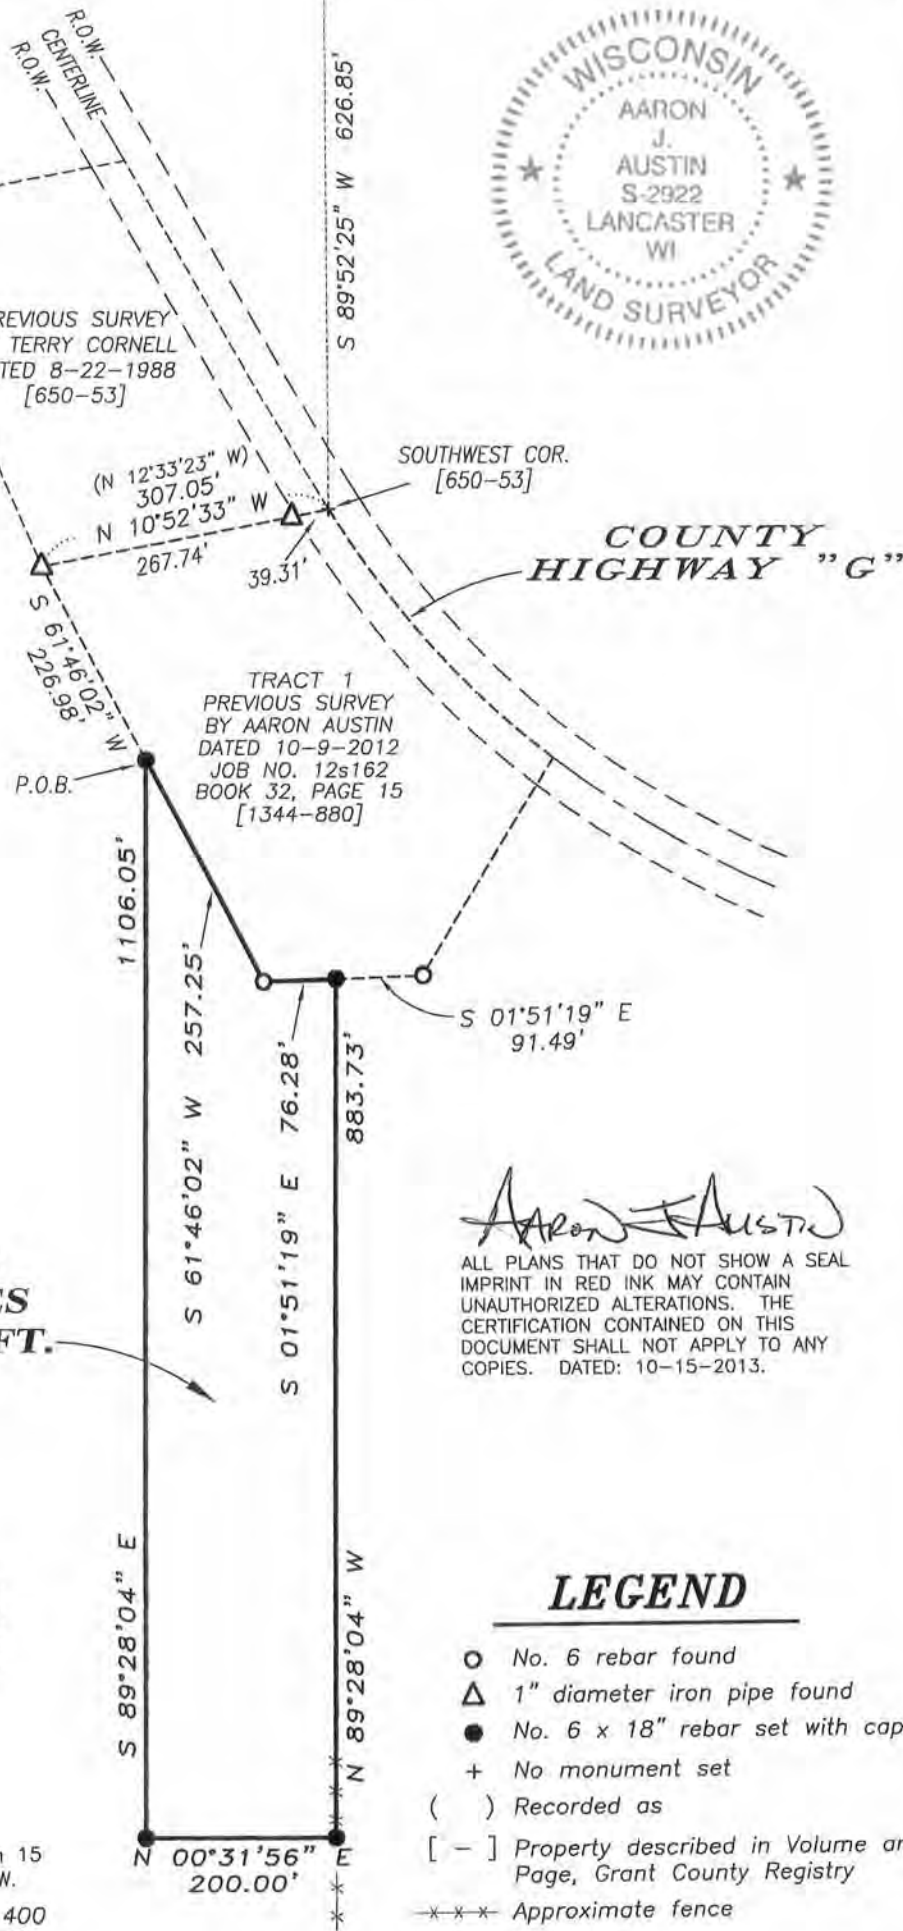 R.O.W.
CENTERLINE
R.O.W.
S 89°52'25" W 626.85'
WISCONSIN
AARON
J.
AUSTIN
S-2922
LANCASTER
WI
LAND SURVEYOR
SURVEY
TERRY CORNELL
8-22-1988
[650-53]
(N 12°33'23" W)
307.05'
N 10°52'33" W
267.74'
39.31'
SOUTHWEST COR.
[650-53]
COUNTY
HIGHWAY "G"
S 61°46'02" W
226.98'
TRACT 1
PREVIOUS SURVEY
BY AARON AUSTIN
DATED 10-9-2012
JOB NO. 12s162
BOOK 32, PAGE 15
[1344-880]
P.O.B.
S 89°28'04" E 1106.05'
S 61°46'02" W 257.25'
S 01°51'19" E 76.28'
N 89°28'04" W 883.73'
S 01°51'19" E
91.49'
AARON J AUSTIN
ALL PLANS THAT DO NOT SHOW A SEAL
IMPRINT IN RED INK MAY CONTAIN
UNAUTHORIZED ALTERATIONS. THE
CERTIFICATION CONTAINED ON THIS
DOCUMENT SHALL NOT APPLY TO ANY
COPIES. DATED: 10-15-2013.
FT.
LEGEND
No. 6 rebar found
1" diameter iron pipe found
No. 6 x 18" rebar set with cap
+ No monument set
( ) Recorded as
[ - ] Property described in Volume
Page, Grant County Registry
-x-x-x- Approximate fence
N 00°31'56" E
200.00'
15
W.
400